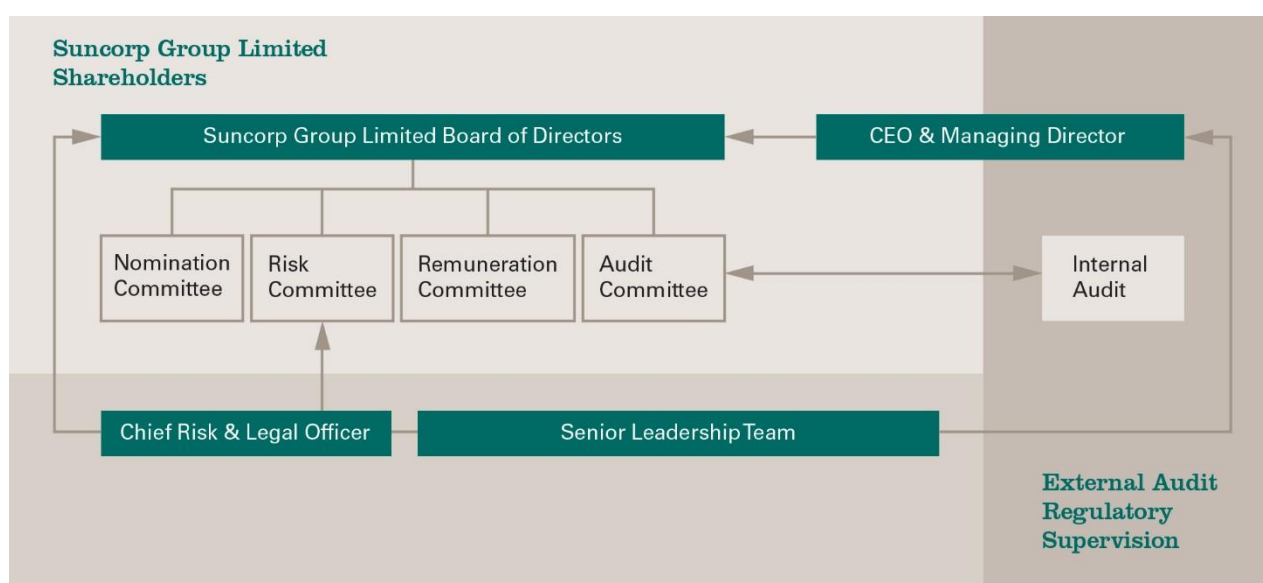 Suncorp Group Limited
Shareholders
Suncorp Group Limited Board of Directors
CEO & Managing Director
Nomination
Committee
Risk
Committee
Remuneration
Committee
Audit
Committee
Internal
Audit
Chief Risk & Legal Officer
Senior Leadership Team
External Audit
Regulatory
Supervision